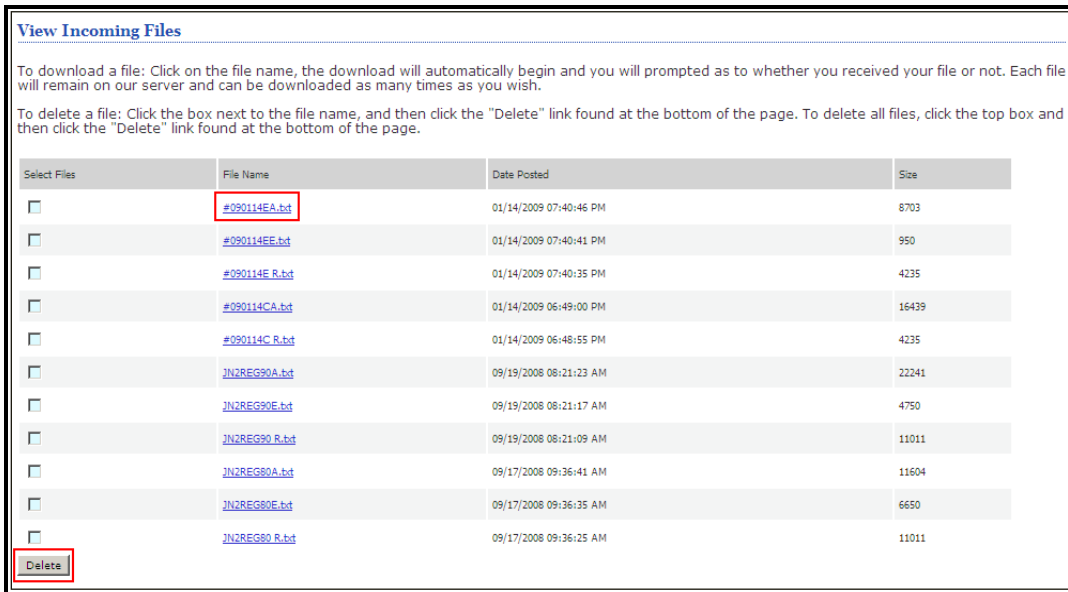 View Incoming Files
To download a file: Click on the file name, the download will automatically begin and you will prompted as to whether you received your file or not. Each file
will remain on our server and can be downloaded as many times as you wish.
To delete a file: Click the box next to the file name, and then click the "Delete" link found at the bottom of the page. To delete all files, click the top box and
then click the "Delete" link found at the bottom of the page.
Select Files File Name Date Posted Size
#090114EA.txt 01/14/2009 07:40:46 PM 8703
#090114EE.txt 01/14/2009 07:40:41 PM 950
#090114E R.txt 01/14/2009 07:40:35 PM 4235
#090114CA.txt 01/14/2009 06:49:00 PM 16439
#090114C R.txt 01/14/2009 06:48:55 PM 4235
JN2REG90A.txt 09/19/2008 08:21:23 AM 22241
JN2REG90E.txt 09/19/2008 08:21:17 AM 4750
JN2REG90 R.txt 09/19/2008 08:21:09 AM 11011
JN2REG80A.txt 09/17/2008 09:36:41 AM 11604
JN2REG80E.txt 09/17/2008 09:36:35 AM 6650
JN2REG80 R.txt 09/17/2008 09:36:25 AM 11011
Delete